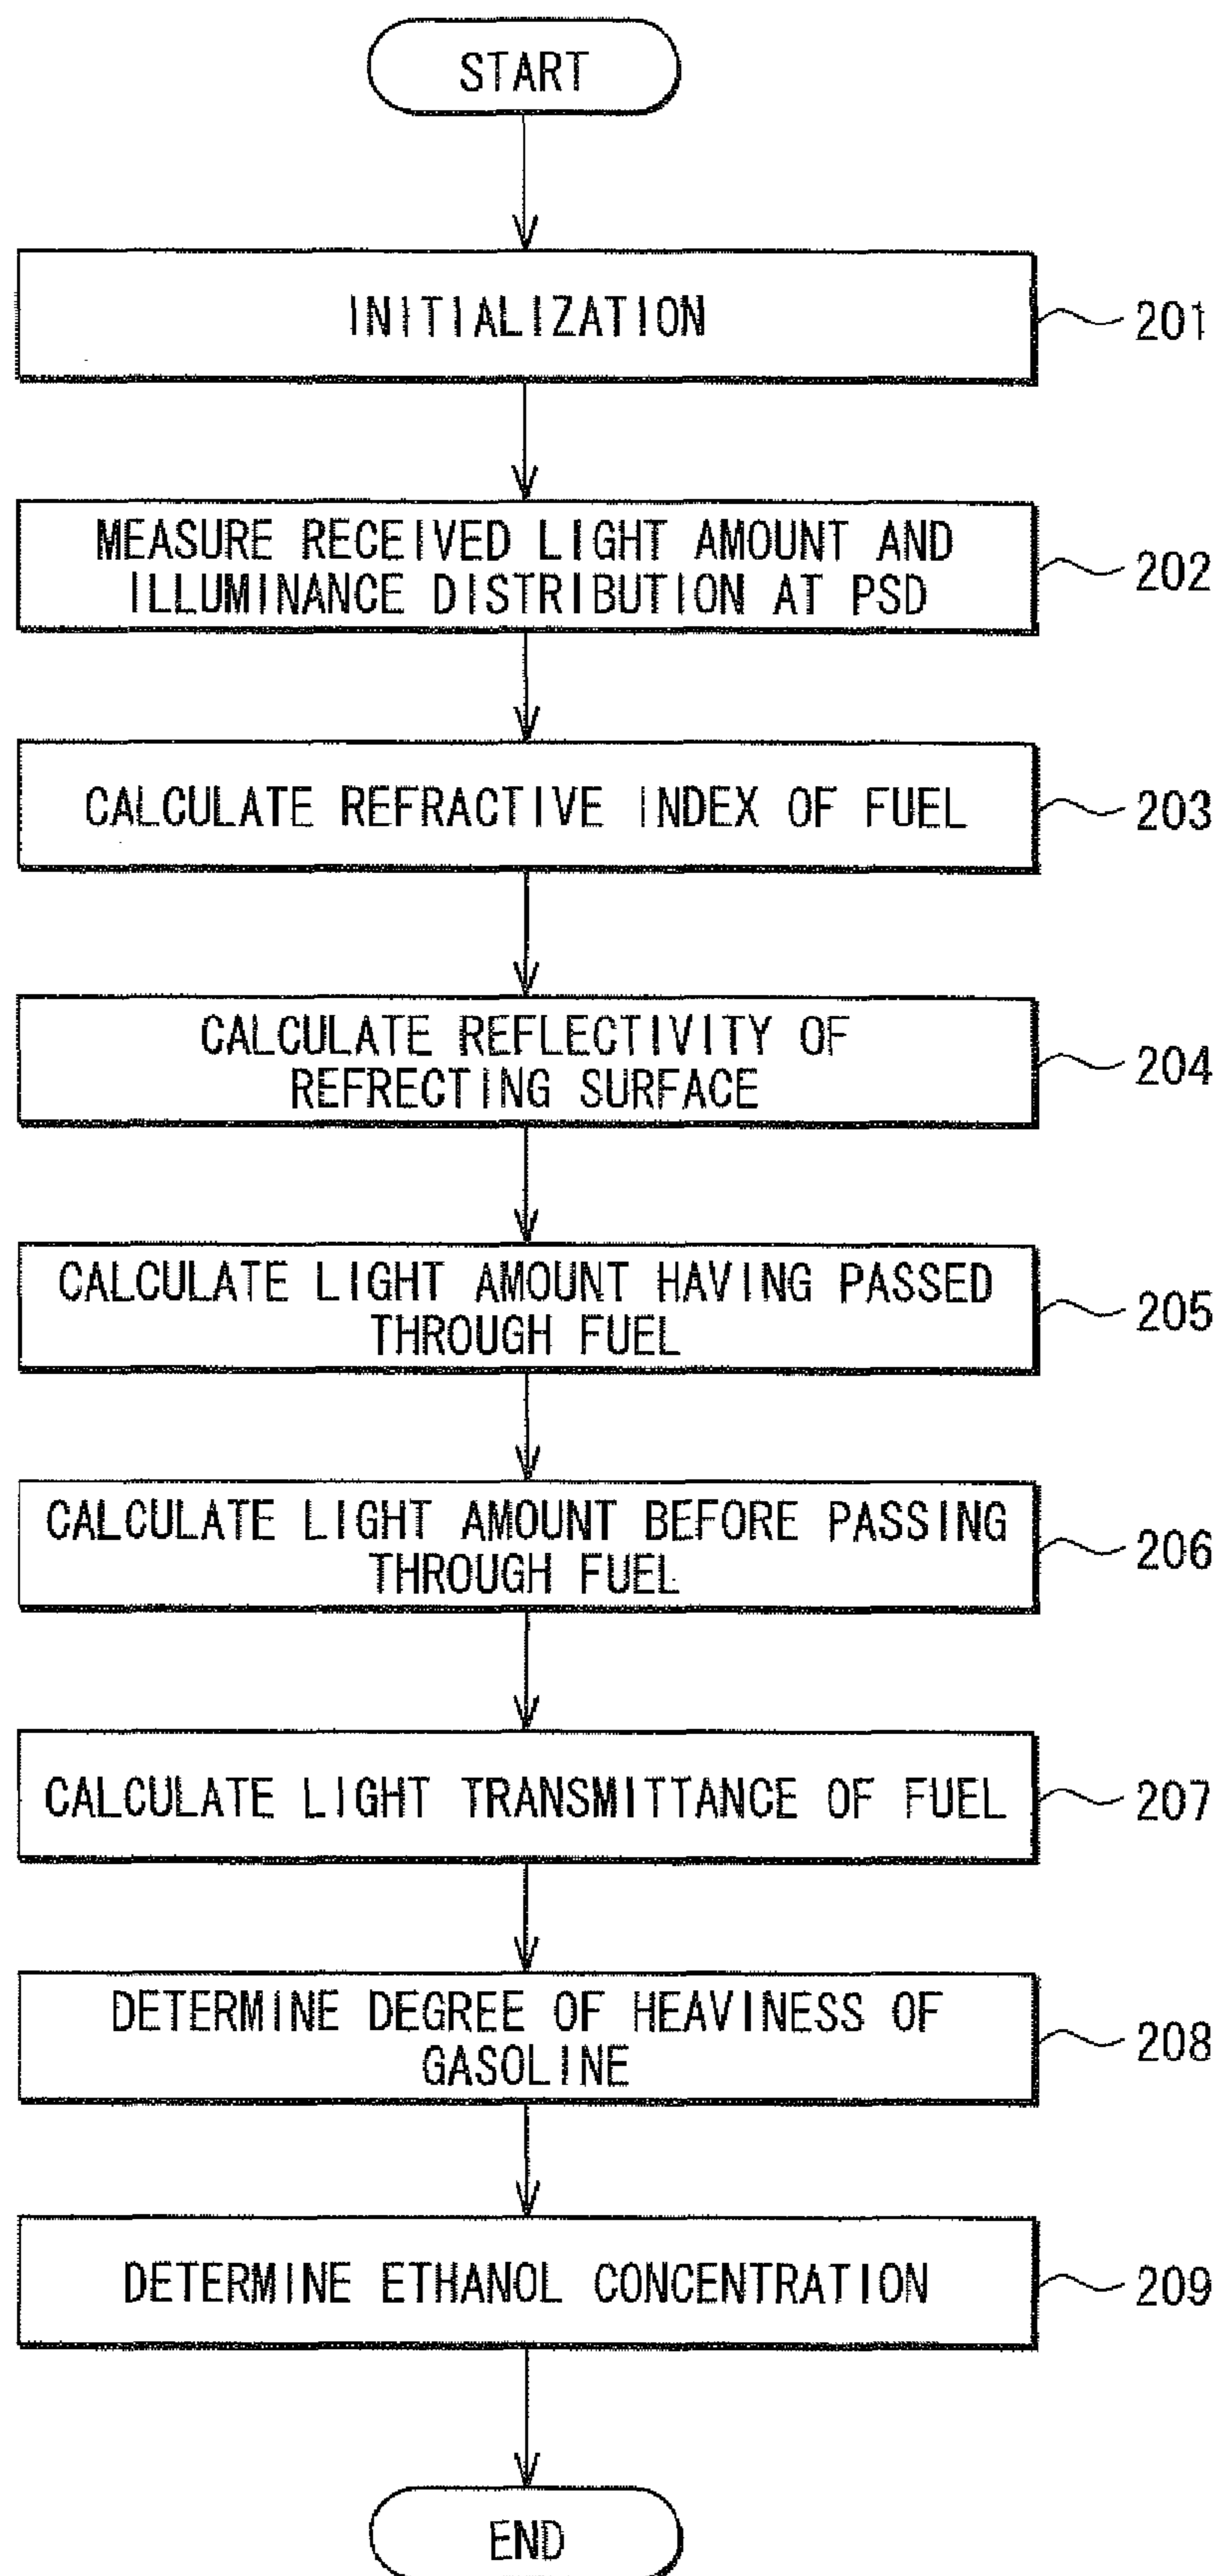 START
INITIALIZATION
201
MEASURE RECEIVED LIGHT AMOUNT AND
ILLUMINANCE DISTRIBUTION AT PSD
202
CALCULATE REFRACTIVE INDEX OF FUEL
203
CALCULATE REFLECTIVITY OF
REFRECTING SURFACE
204
CALCULATE LIGHT AMOUNT HAVING PASSED
THROUGH FUEL
205
CALCULATE LIGHT AMOUNT BEFORE PASSING
THROUGH FUEL
206
CALCULATE LIGHT TRANSMITTANCE OF FUEL
207
DETERMINE DEGREE OF HEAVINESS OF
GASOLINE
208
DETERMINE ETHANOL CONCENTRATION
209
END